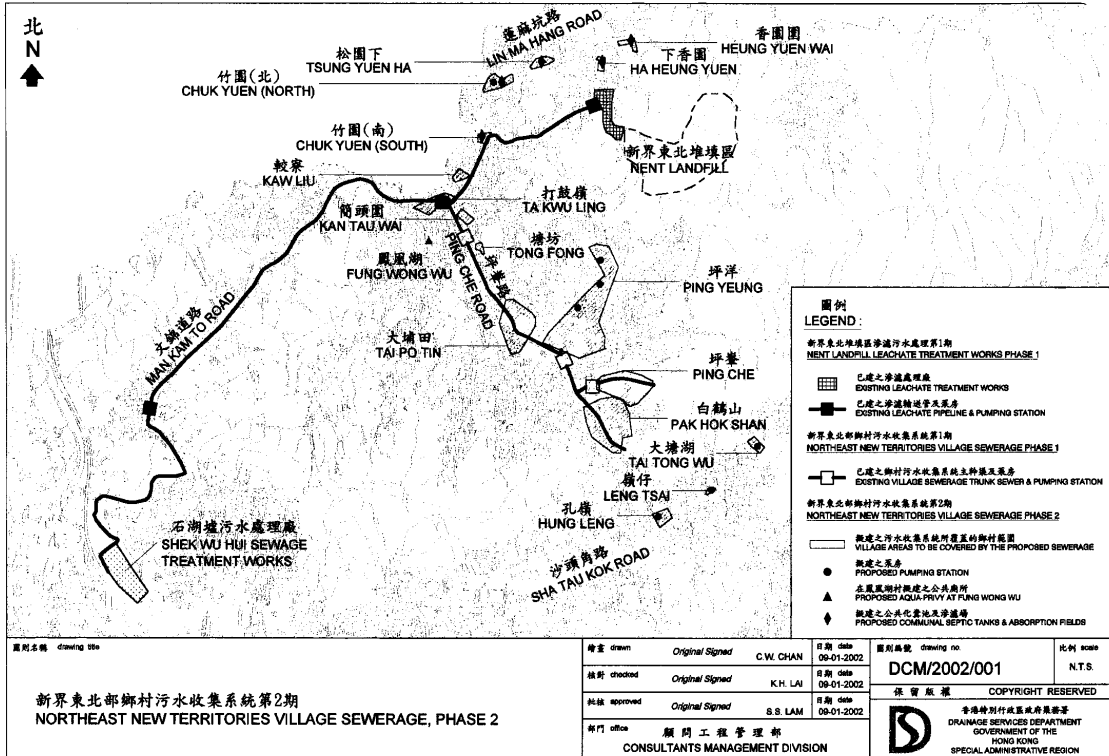 北
N
蓮麻坑路
LIN MA HANG ROAD
香園圍
HEUNG YUEN WAI
松園下
TSUNG YUEN HA
下香園
HA HEUNG YUEN
竹園(北)
CHUK YUEN (NORTH)
竹園(南)
CHUK YUEN (SOUTH)
新界東北堆填區
NENT LANDFILL
較寮
KAW LIU
打鼓嶺
TA KWU LING
簡頭圍
KAN TAU WAI
塘坊
TONG FONG
鳳凰湖
FUNG WONG WU
坪輋路
PING CHE ROAD
坪洋
PING YEUNG
文錦道路
MAN KAM TO ROAD
大埔田
TAI PO TIN
坪輋
PING CHE
白鶴山
PAK HOK SHAN
大塘湖
TAI TONG WU
嶺仔
LENG TSAI
孔嶺
HUNG LENG
石湖墟污水處理廠
SHEK WU HUI SEWAGE
TREATMENT WORKS
沙頭角路
SHA TAU KOK ROAD
圖例
LEGEND :
新界東北堆填區滲濾污水處理第1期
NENT LANDFILL LEACHATE TREATMENT WORKS PHASE 1
已建之滲濾處理廠
EXISTING LEACHATE TREATMENT WORKS
已建之滲濾輸送管及泵房
EXISTING LEACHATE PIPELINE & PUMPING STATION
新界東北部鄉村污水收集系統第1期
NORTHEAST NEW TERRITORIES VILLAGE SEWERAGE PHASE 1
已建之鄉村污水收集系統主幹渠及泵房
EXISTING VILLAGE SEWERAGE TRUNK SEWER & PUMPING STATION
新界東北部鄉村污水收集系統第2期
NORTHEAST NEW TERRITORIES VILLAGE SEWERAGE PHASE 2
擬建之污水收集系統所覆蓋的鄉村範圍
VILLAGE AREAS TO BE COVERED BY THE PROPOSED SEWERAGE
擬建之泵房
PROPOSED PUMPING STATION
在鳳凰湖村擬建之公共廁所
PROPOSED AQUA-PRIVY AT FUNG WONG WU
擬建之公共化糞池及滲濾場
PROPOSED COMMUNAL SEPTIC TANKS & ABSORPTION FIELDS
圖則名稱 drawing title
新界東北部鄉村污水收集系統第2期
NORTHEAST NEW TERRITORIES VILLAGE SEWERAGE, PHASE 2
繪畫 drawn Original Signed C.W. CHAN 日期 date 09-01-2002
核對 checked Original Signed K.H. LAI 日期 date 09-01-2002
批核 approved Original Signed S.S. LAM 日期 date 09-01-2002
部門 office 顧問工程管理部
CONSULTANTS MANAGEMENT DIVISION
圖則編號 drawing no. 比例 scale
DCM/2002/001 N.T.S.
保留版權 COPYRIGHT RESERVED
香港特別行政區政府渠務署
DRAINAGE SERVICES DEPARTMENT
GOVERNMENT OF THE
HONG KONG
SPECIAL ADMINISTRATIVE REGION